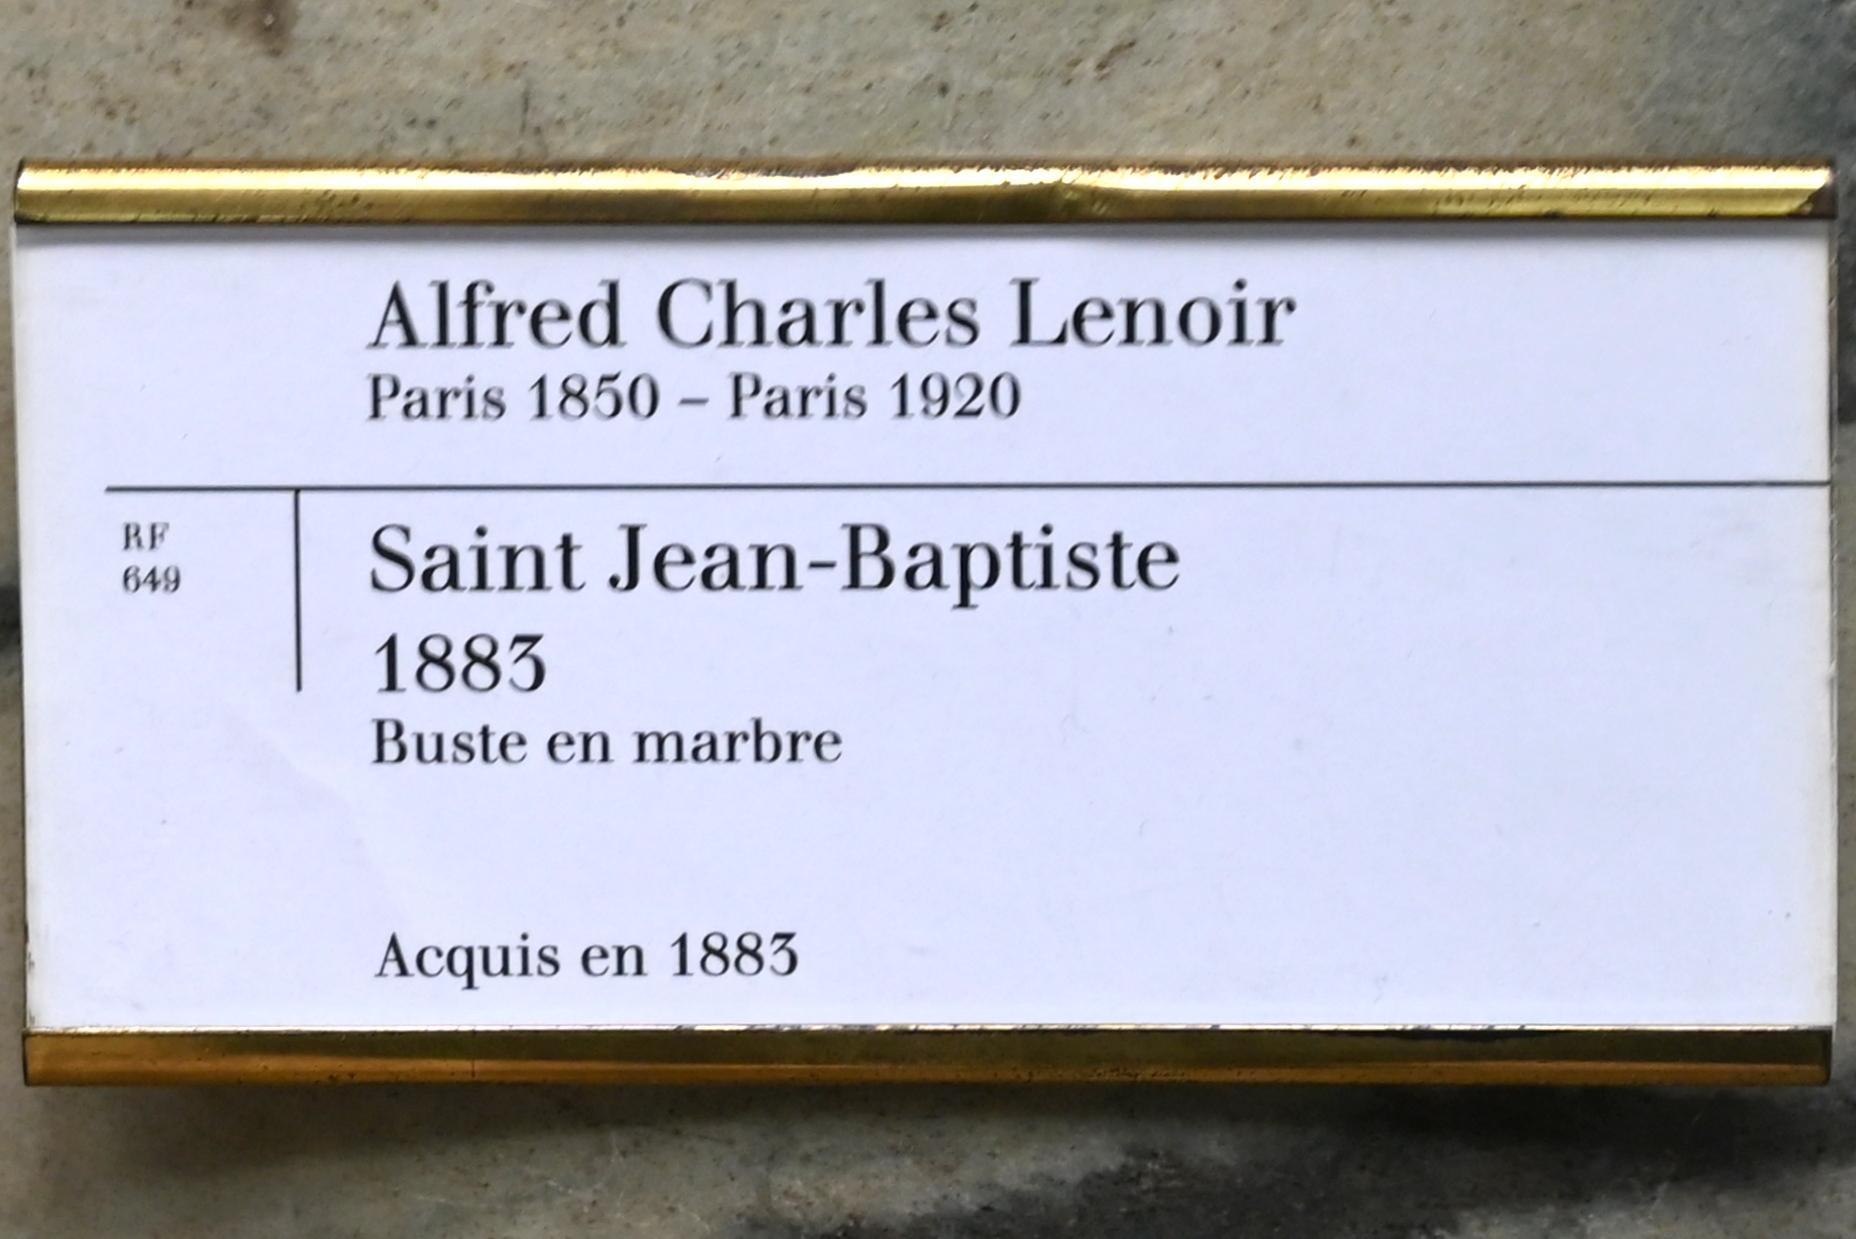 Alfred Charles Lenoir
Paris 1850 – Paris 1920
RF
649
Saint Jean-Baptiste
1883
Buste en marbre
Acquis en 1883